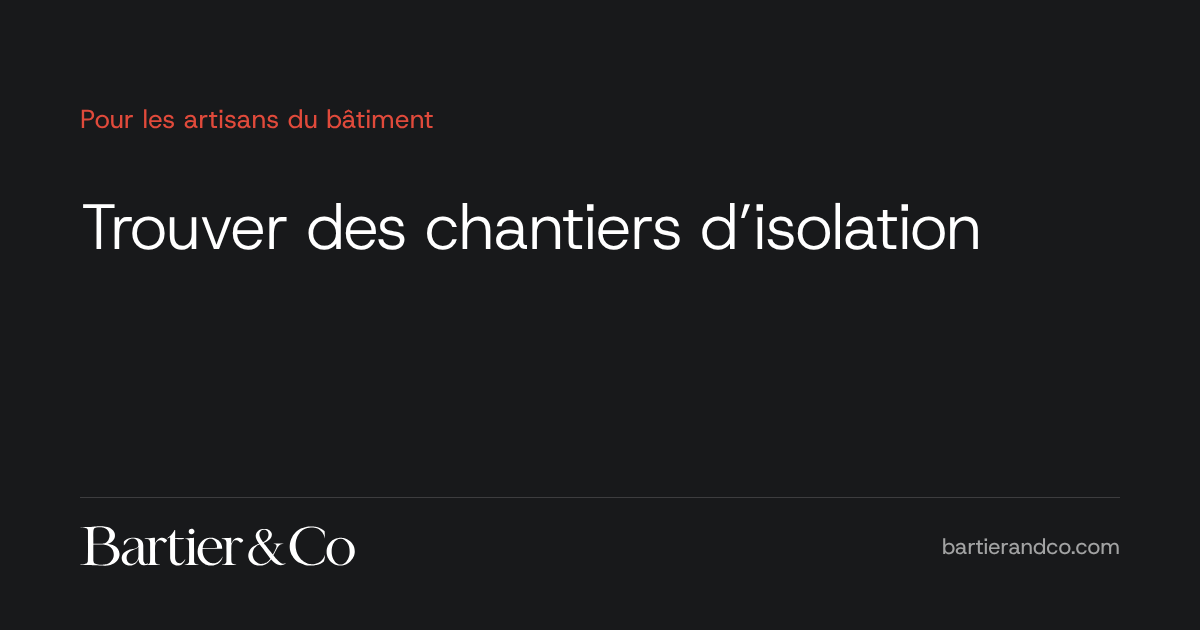 Pour les artisans du bâtiment
Trouver des chantiers d’isolation
Bartier & Co
bartierandco.com